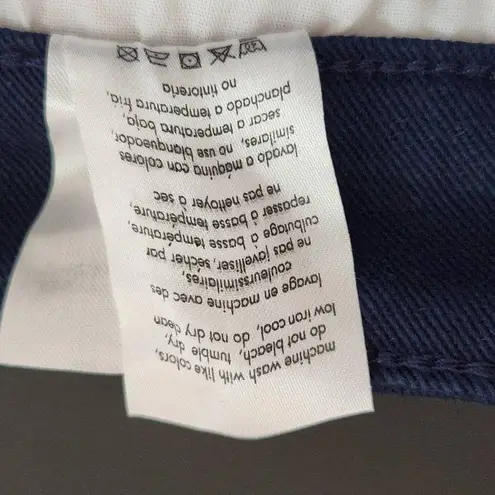 machine wash with like colors,
do not bleach, tumble dry,
low iron cool, do not dry clean
lavage en machine avec des
couleurssimilaires,
ne pas javelliser, sécher par
culbutage à basse température,
repasser à basse température,
ne pas nettoyer à sec
lavado a máquina can colores
similares, no use blanqueador,
secar a temperatura baja,
planchado a temperatura fría,
no tintorería